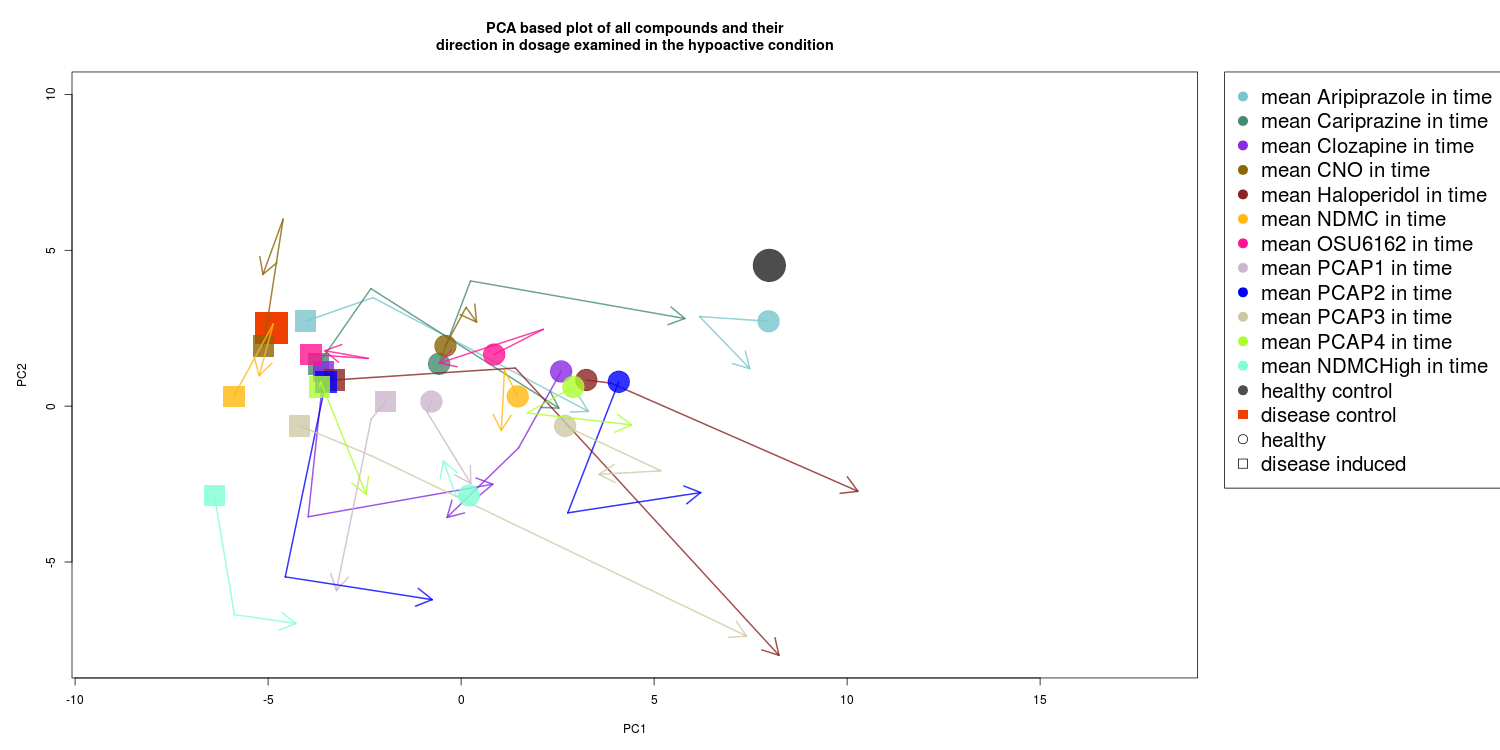 PCA based plot of all compounds and their
direction in dosage examined in the hypoactive condition
10
5
0
-5
PC2
-10
-5
0
5
10
15
PC1
mean Aripiprazole in time
mean Cariprazine in time
mean Clozapine in time
mean CNO in time
mean Haloperidol in time
mean NDMC in time
mean OSU6162 in time
mean PCAP1 in time
mean PCAP2 in time
mean PCAP3 in time
mean PCAP4 in time
mean NDMCHigh in time
healthy control
disease control
healthy
disease induced